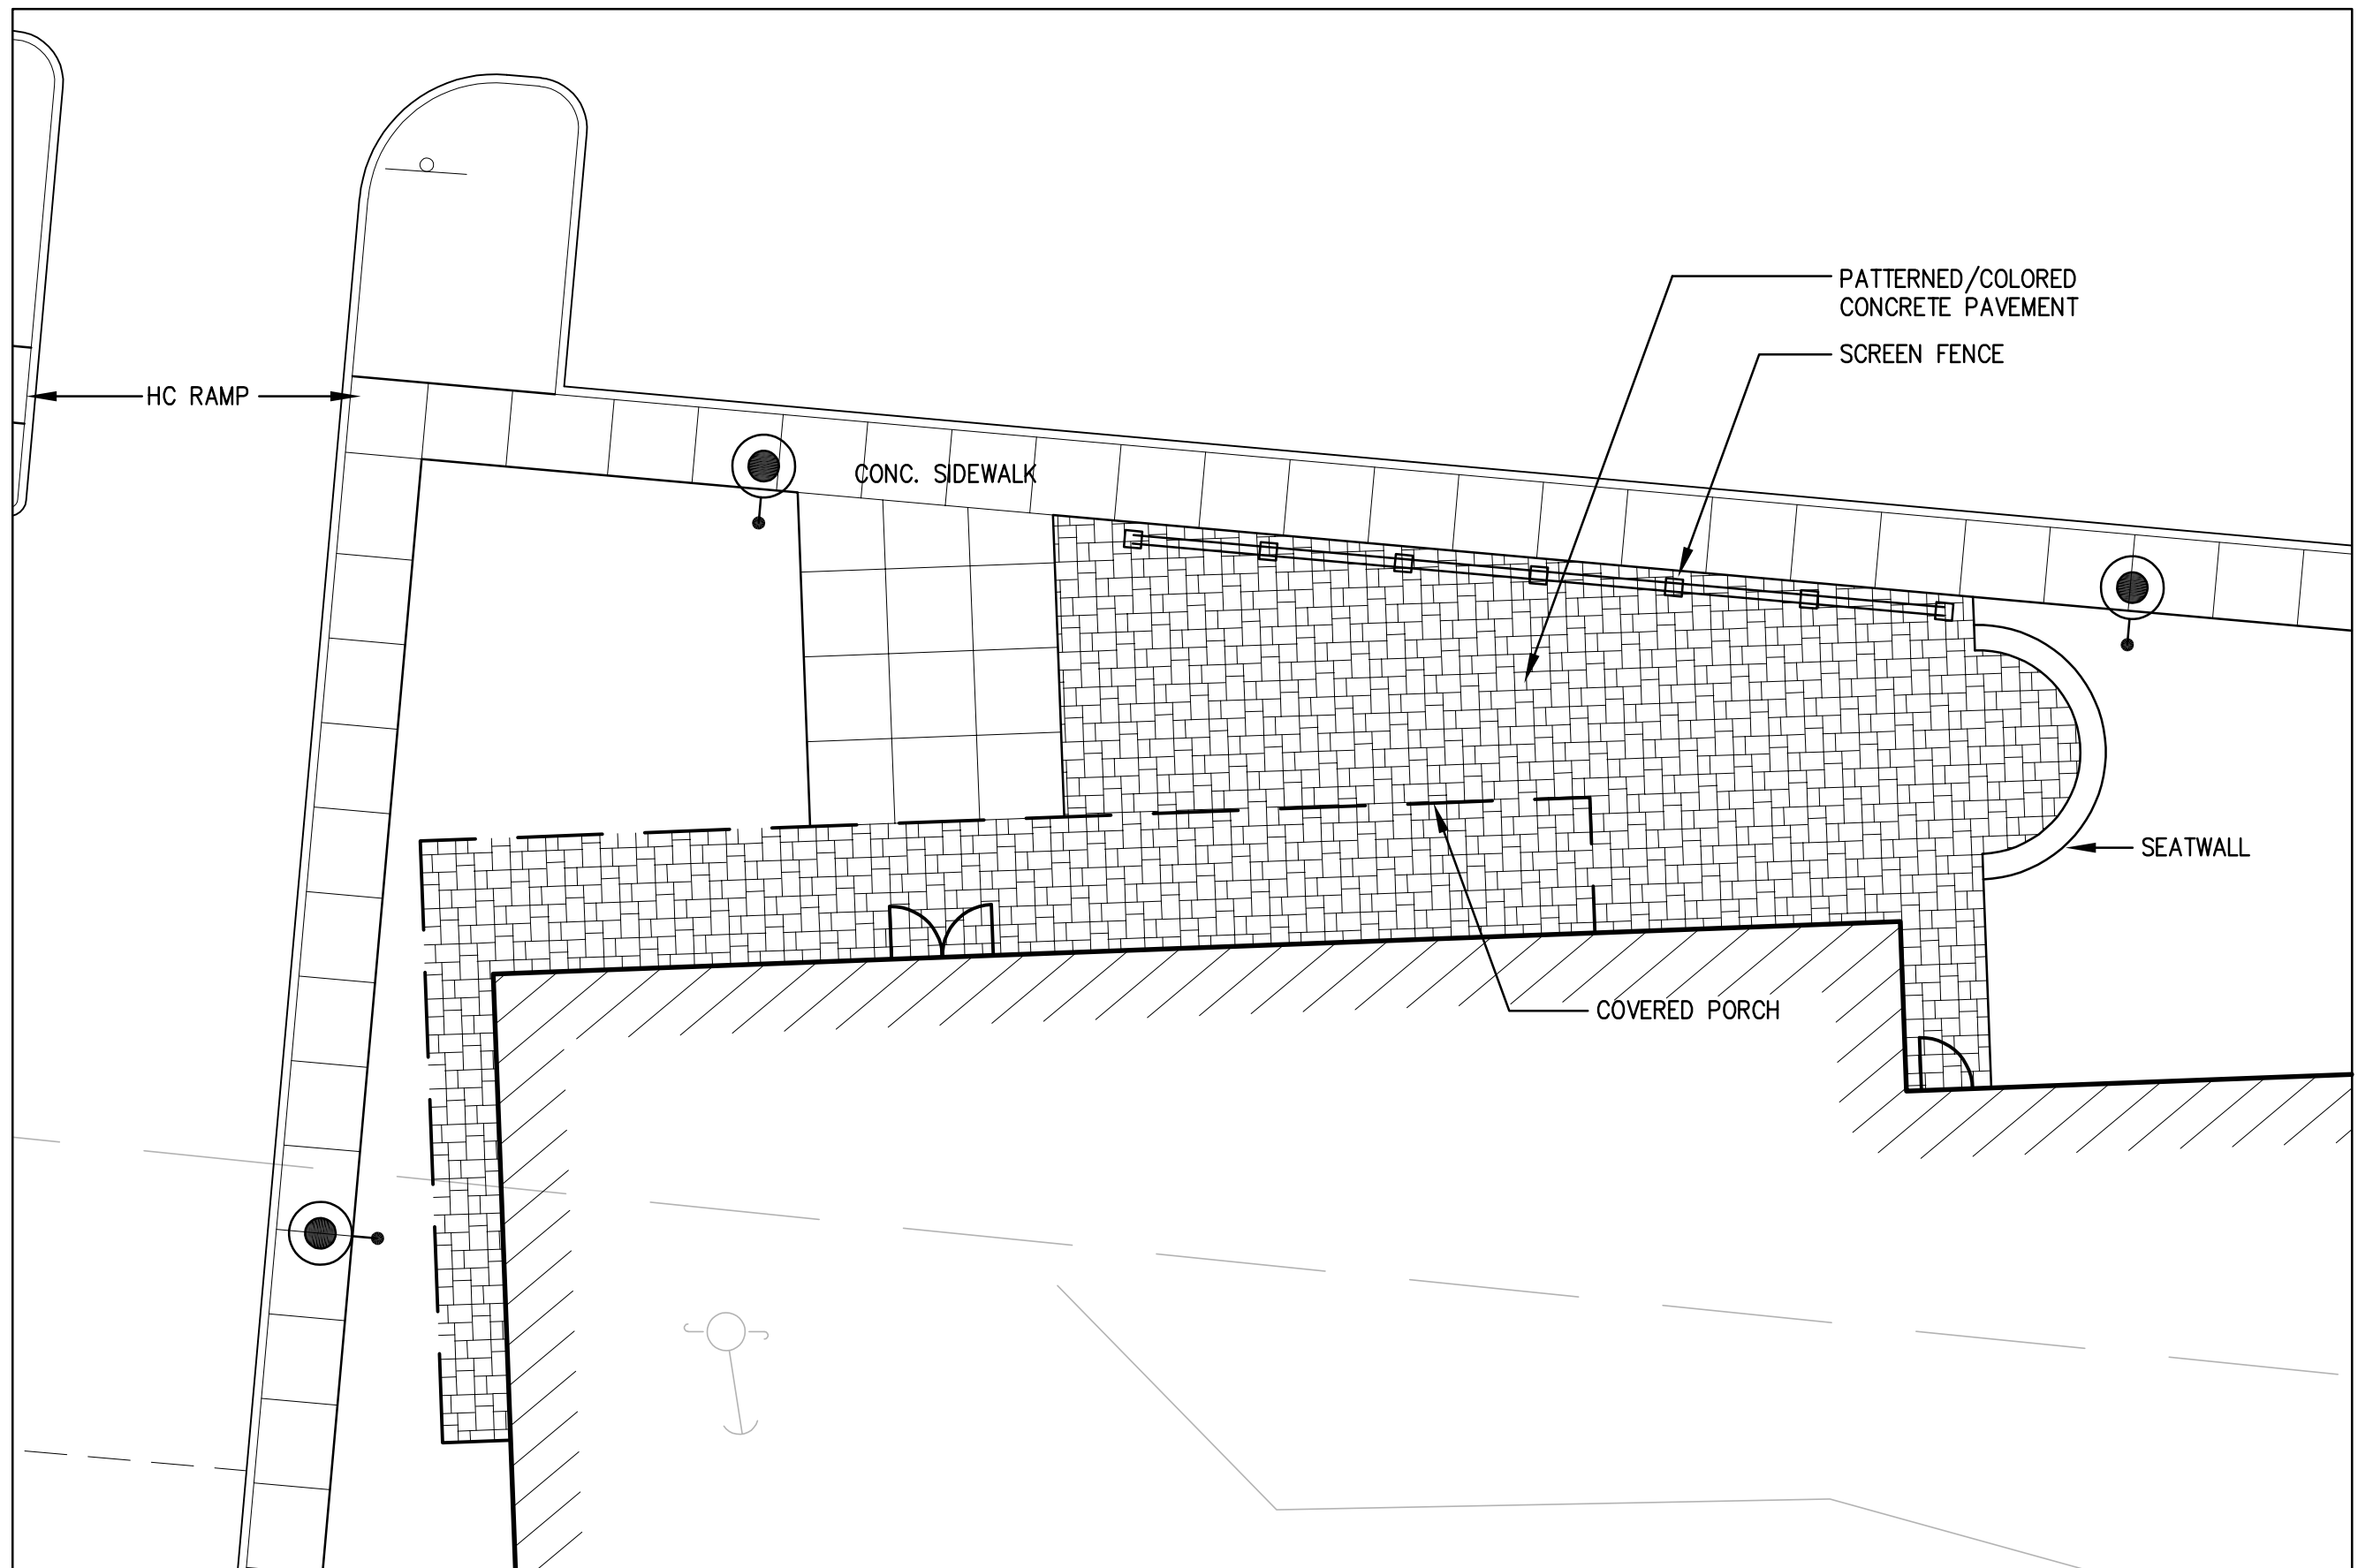 PATTERNED/COLORED
CONCRETE PAVEMENT
SCREEN FENCE
HC RAMP
CONC. SIDEWALK
SEATWALL
COVERED PORCH